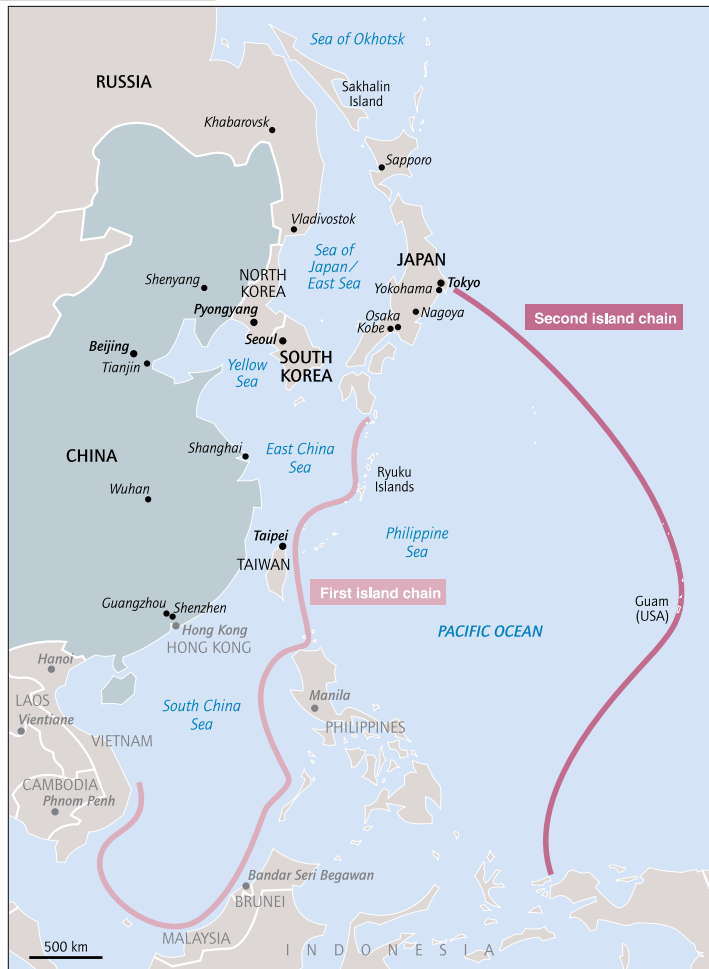 Sea of Okhotsk
RUSSIA
Sakhalin
Island
Khabarovsk
Sapporo
Vladivostok
Sea of
Japan/
East Sea
JAPAN
NORTH
KOREA
Shenyang
Tokyo
Yokohama
Pyongyang
Nagoya
Osaka
Kobe
Second island chain
Seoul
SOUTH
KOREA
Beijing
Tianjin
Yellow
Sea
CHINA
Shanghai
East China
Sea
Ryuku
Islands
Wuhan
Taipei
TAIWAN
Philippine
Sea
First island chain
Guangzhou
Shenzhen
Hong Kong
HONG KONG
Guam
(USA)
PACIFIC OCEAN
Hanoi
LAOS
Vientiane
South China
Sea
Manila
PHILIPPINES
VIETNAM
CAMBODIA
Phnom Penh
Bandar Seri Begawan
BRUNEI
MALAYSIA
INDONESIA
500 km